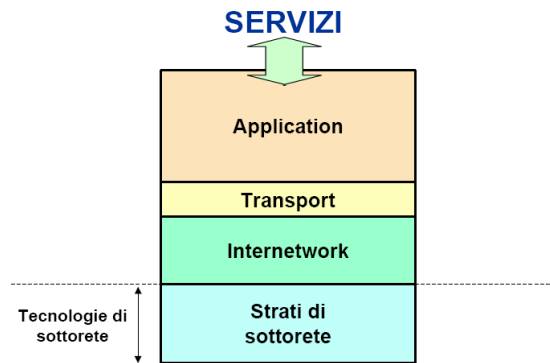 SERVIZI
Application
Transport
Internetwork
Tecnologie di
sottorete
Strati di
sottorete